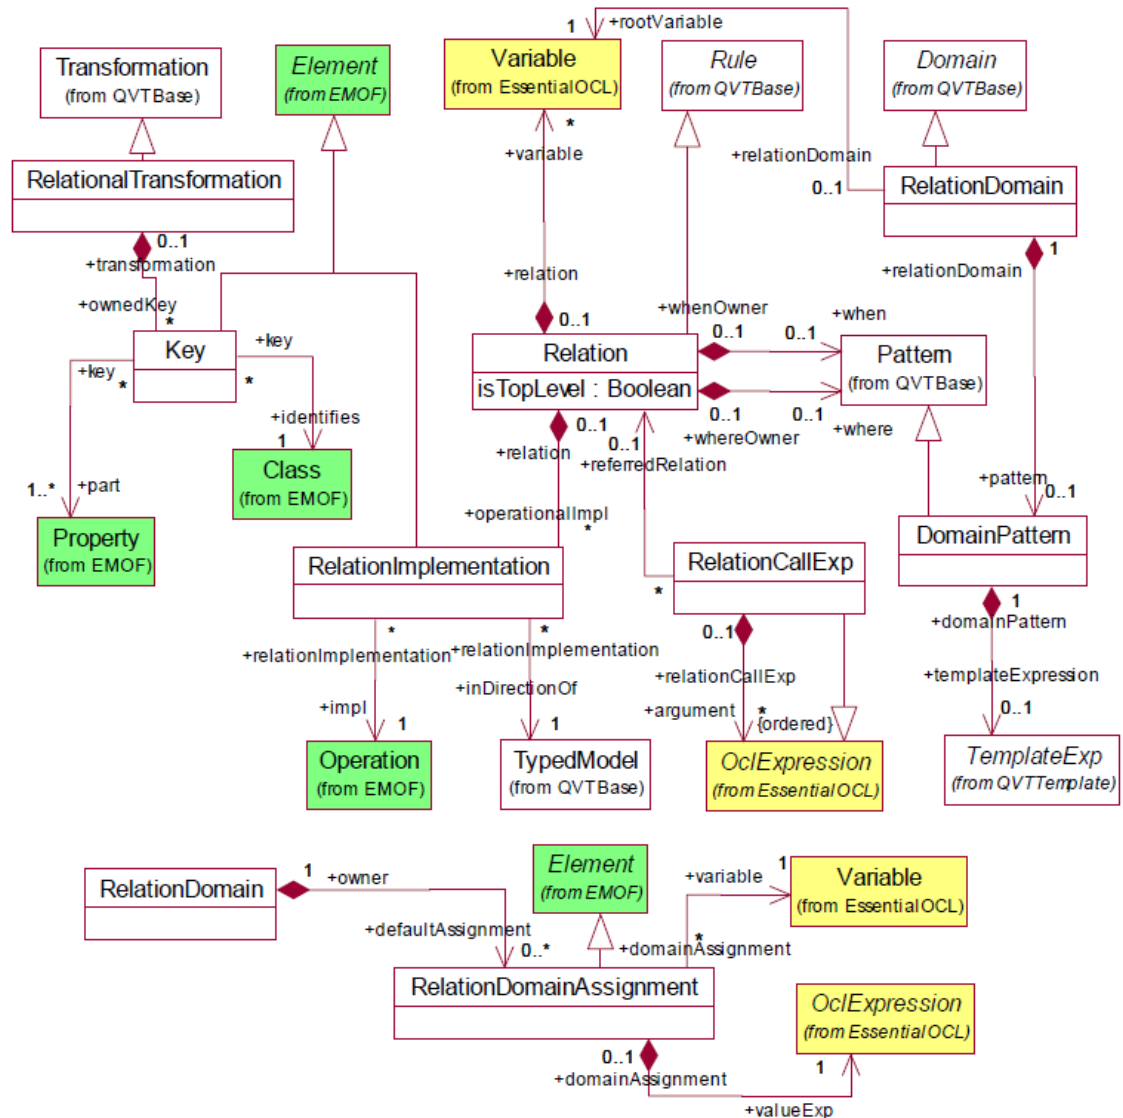 1
+rootVariable
Transformation
(from QVTBase)
Element
(from EMOF)
Variable
(from EssentialOCL)
Rule
(from QVTBase)
Domain
(from QVTBase)
*
+variable
+relationDomain
0..1
RelationalTransformation
RelationDomain
0..1
+transformation
+ownedKey
*
+relation
0..1
1
+relationDomain
Key
+key
*
+key
*
+identifies
1
Relation
isTopLevel : Boolean
+whenOwner
0..1
0..1
+when
0..1
+whereOwner
0..1
+where
Pattern
(from QVTBase)
Class
(from EMOF)
1..*
+part
Property
(from EMOF)
0..1
+relation
0..1
+referredRelation
+operationalImpl
*
+pattern
0..1
RelationImplementation
RelationCallExp
DomainPattern
*
+relationImplementation
*
+relationImplementation
*
0..1
+relationCallExp
1
+domainPattern
+impl
1
+inDirectionOf
1
+argument
*
{ordered}
+templateExpression
0..1
Operation
(from EMOF)
TypedModel
(from QVTBase)
OclExpression
(from EssentialOCL)
TemplateExp
(from QVTTemplate)
RelationDomain
1
+owner
+defaultAssignment
0..*
Element
(from EMOF)
+variable
1
*
+domainAssignment
Variable
(from EssentialOCL)
RelationDomainAssignment
OclExpression
(from EssentialOCL)
0..1
+domainAssignment
1
+valueExp